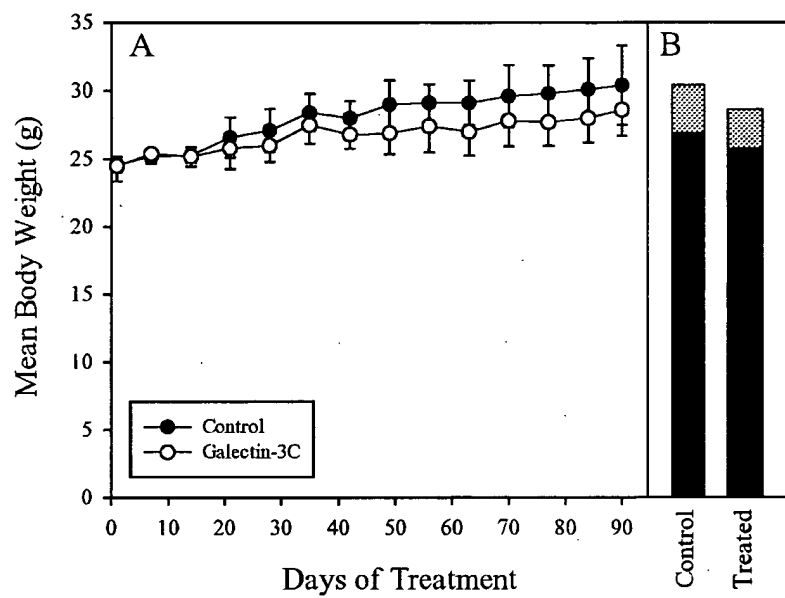 A
B
Mean Body Weight (g)
35
30
25
20
15
10
5
0
Control
Galectin-3C
0 10 20 30 40 50 60 70 80 90
Control
Treated
Days of Treatment